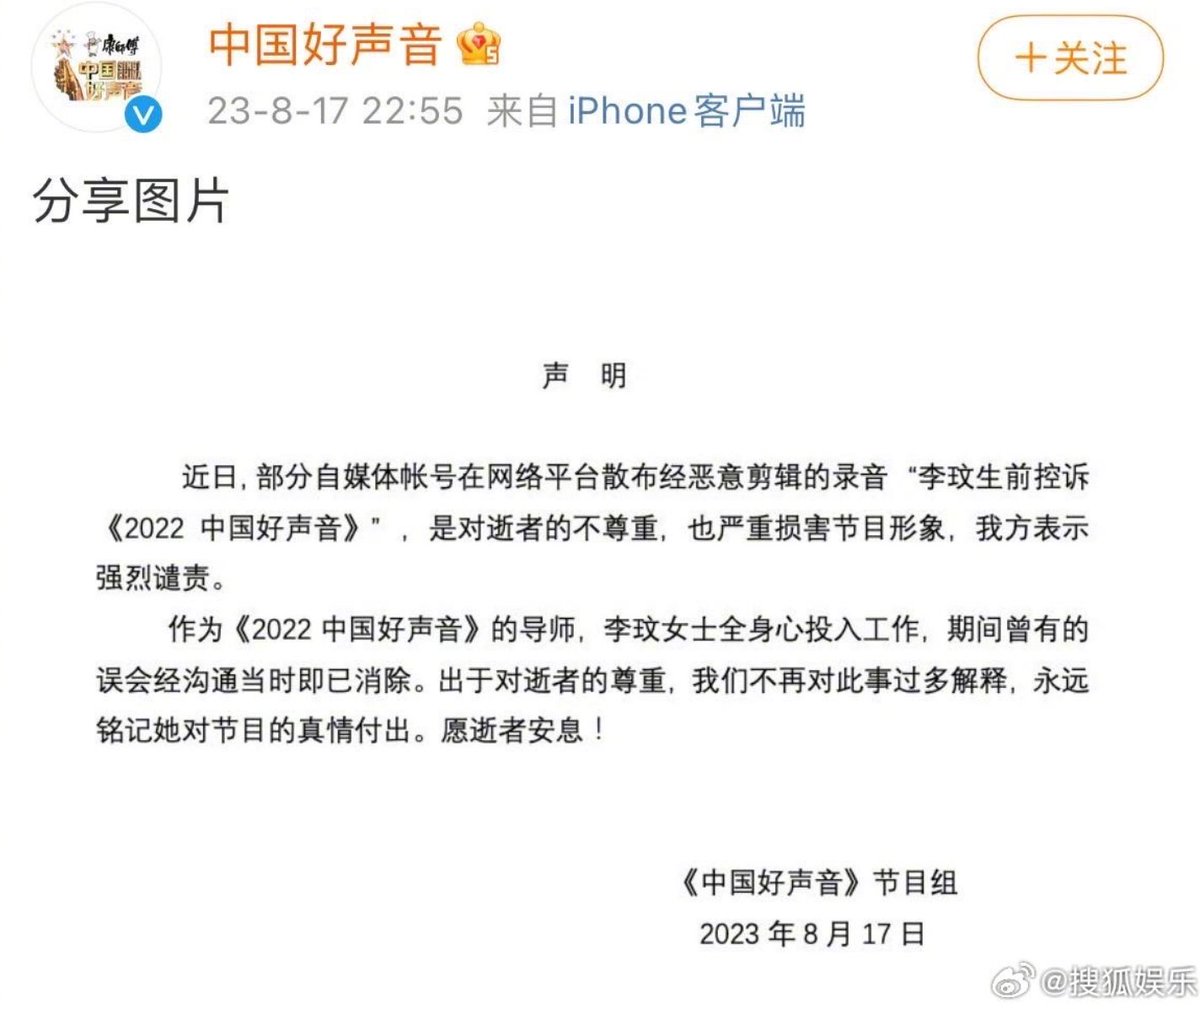 康师傅
中国
好声音
中国好声音
5
+关注
V
23-8-17 22:55 来自 iPhone客户端
分享图片
声 明
近日，部分自媒体帐号在网络平台散布经恶意剪辑的录音“李玟生前控诉
《2022 中国好声音》”，是对逝者的不尊重，也严重损害节目形象，我方表示
强烈谴责。
作为《2022 中国好声音》的导师，李玟女士全身心投入工作，期间曾有的
误会经沟通当时即已消除。出于对逝者的尊重，我们不再对此事过多解释，永远
铭记她对节目的真情付出。愿逝者安息！
《中国好声音》节目组
2023 年 8 月 17 日
@搜狐娱乐